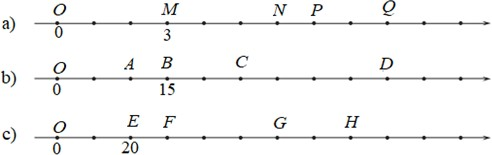 O M N P Q
a)
0 3
O A B C D
b)
0 15
O E F G H
c)
0 20